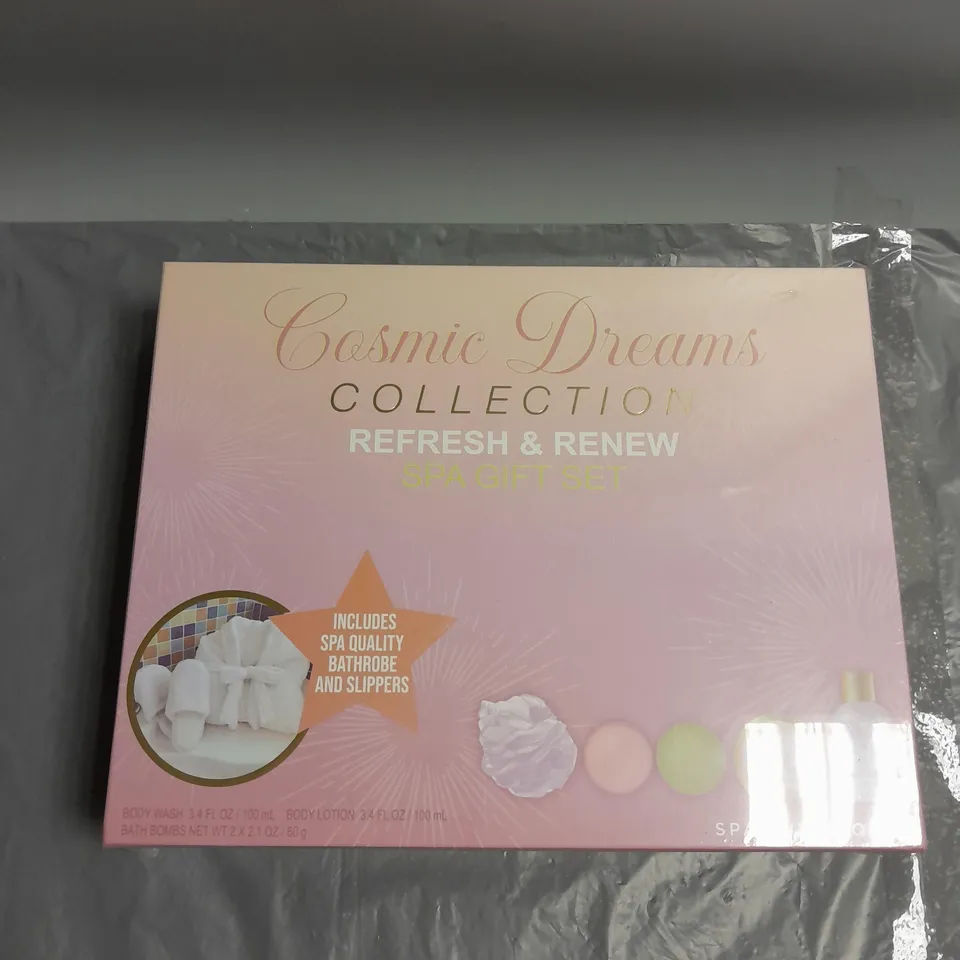 Cosmic Dreams
COLLECTION
REFRESH & RENEW
SPA GIFT SET
INCLUDES
SPA QUALITY
BATHROBE
AND SLIPPERS
BODY WASH 3.4 FL OZ / 100 mL BODY LOTION 3.4 FL OZ / 100 mL
BATH BOMBS NET WT 2 X 2.1 OZ / 60 g